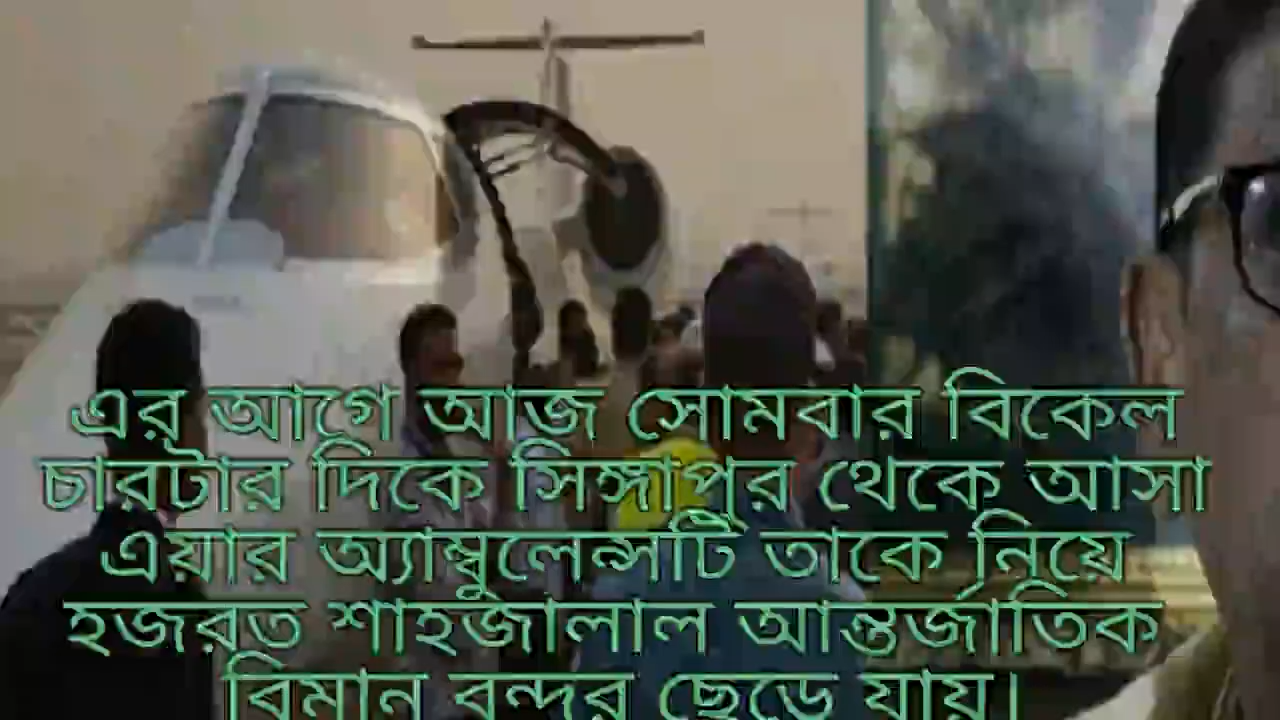 এর আগে আজ সোমবার বিকেল
চারটার দিকে সিঙ্গাপুর থেকে আসা
এয়ার অ্যাম্বুলেন্সটি তাকে নিয়ে
হজরত শাহজালাল আন্তর্জাতিক
বিমান বন্দর ছেড়ে যায়।